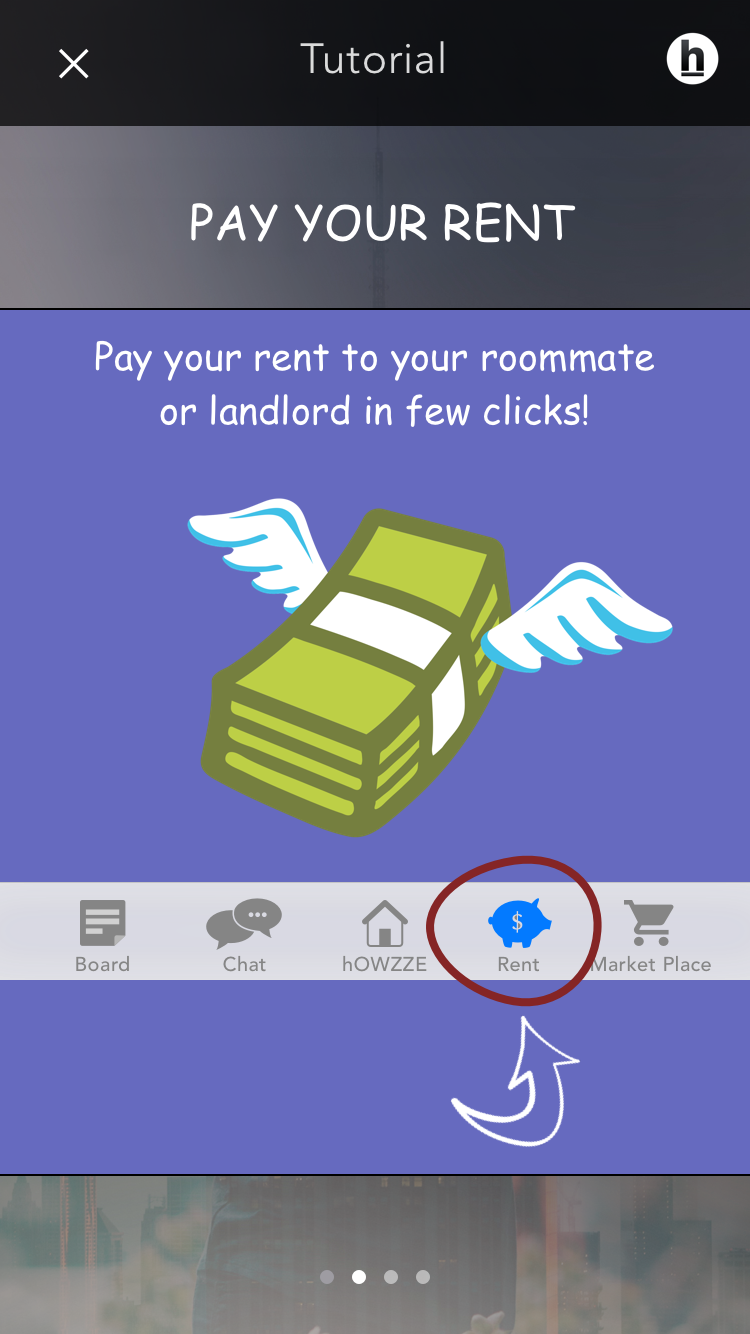 Tutorial
h
PAY YOUR RENT
Pay your rent to your roommate
or landlord in few clicks!
$
Board
Chat
hOWZZE
Rent
Market Place